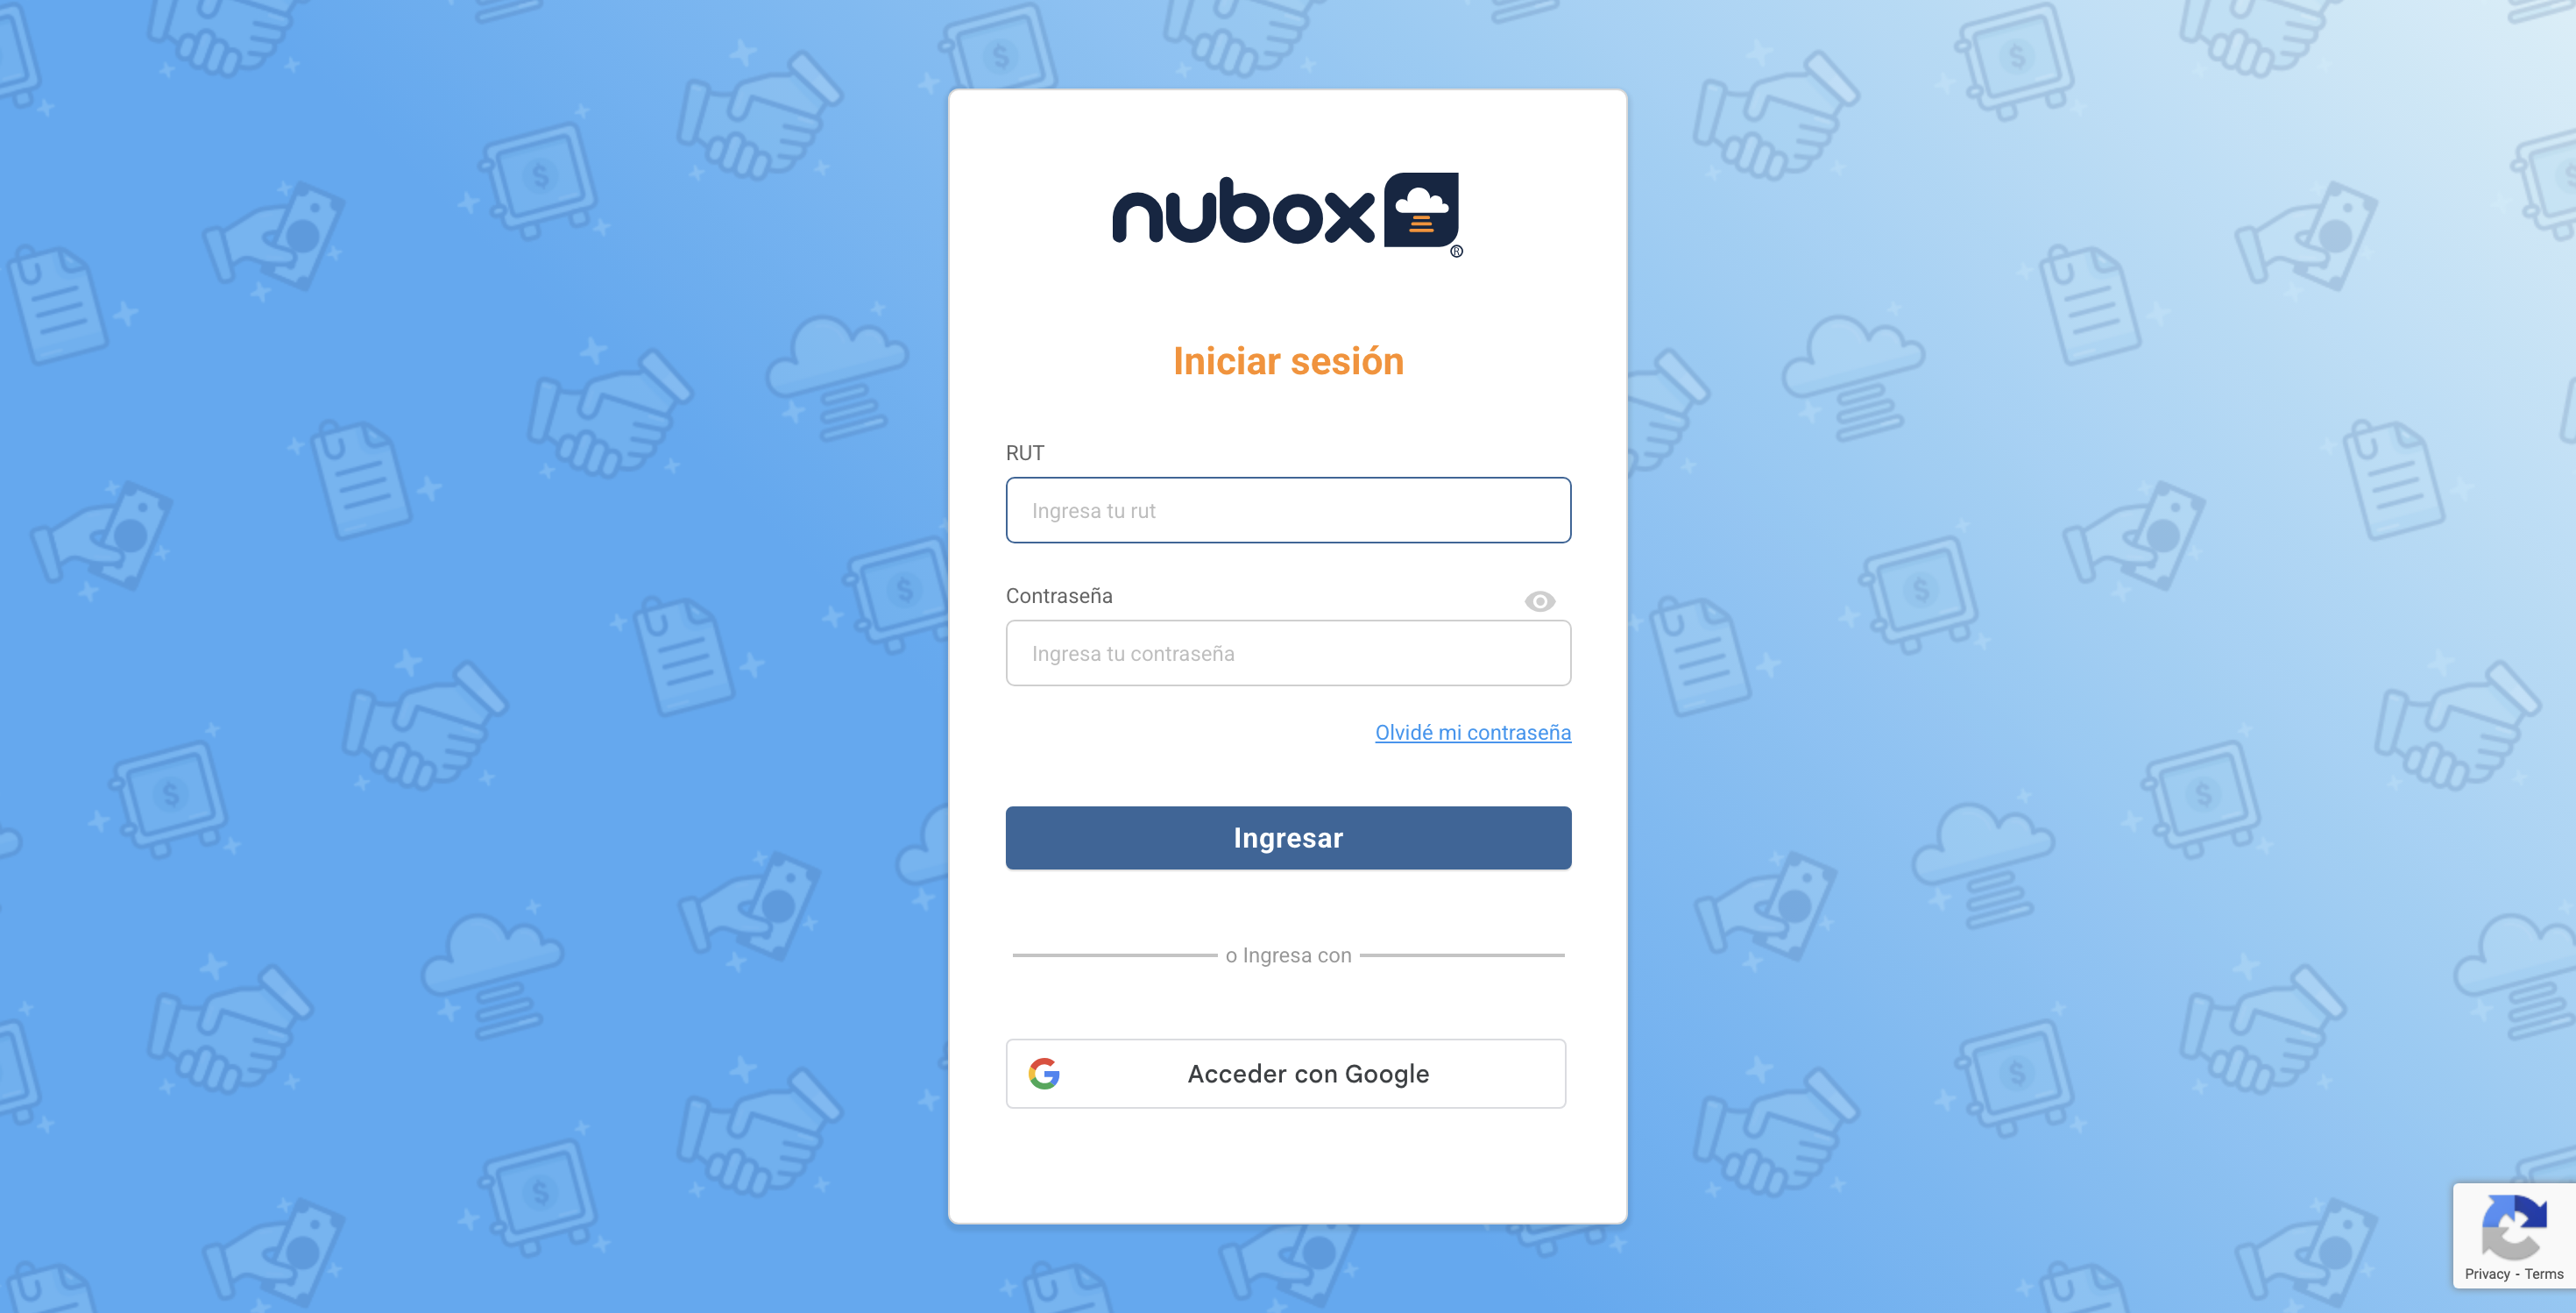 nubox
®
Iniciar sesión
RUT
Ingresa tu rut
Contraseña
Ingresa tu contraseña
Olvidé mi contraseña
Ingresar
o Ingresa con
Acceder con Google
Privacy - Terms